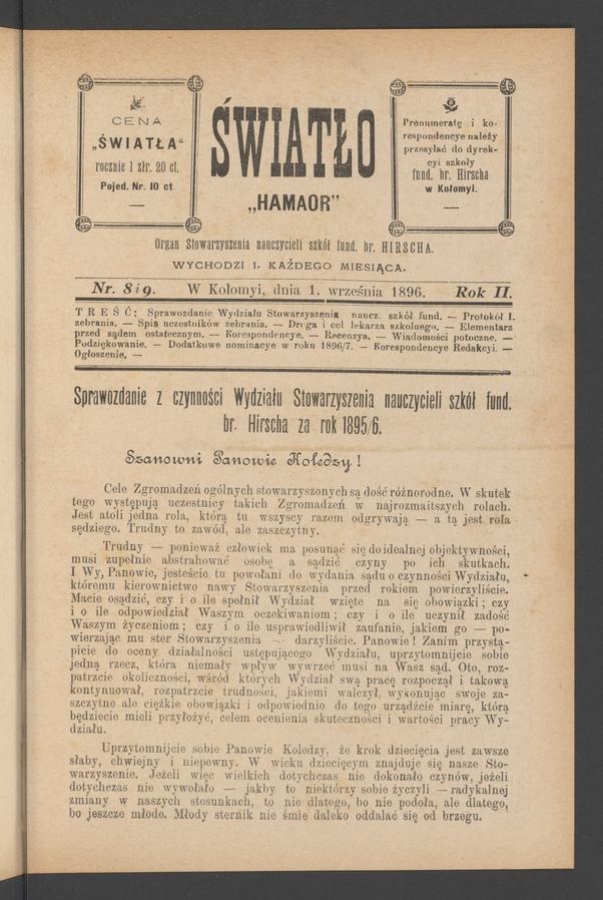 CENA
„ŚWIATŁA“
rocznie 1 złr. 20 ct.
Pojed. Nr. 10 ct
ŚWIATŁO
„HAMAOR”
Prenumeratę i ko-
respondencye należy
przesyłać do dyrek-
cyi szkoły
fund. br. Hirscha
w Kołomyi.
Organ Stowarzyszenia nauczycieli szkół fund. br. HIRSCHA.
WYCHODZI 1. KAŻDEGO MIESIĄCA.
Nr. 8 i 9. W Kołomyi, dnia 1. września 1896. Rok II.
TREŚĆ: Sprawozdanie Wydziału Stowarzyszenia naucz. szkół fund. — Protokół I.
zebrania. — Spis uczestników zebrania. — Droga i cel lekarza szkolnego. — Elementarz
przed sądem ostatecznym. — Korespondencye. — Recenzya. — Wiadomości potoczne. —
Podziękowanie. — Dodatkowe nominacye w roku 1896/7. — Korespondencye Redakcyi. —
Ogłoszenie. —
Sprawozdanie z czynności Wydziału Stowarzyszenia nauczycieli szkół fund.
br. Hirscha za rok 1895/6.
Szanowni Panowie Koledzy!
Cele Zgromadzeń ogólnych stowarzyszonych są dość różnorodne. W skutek
tego występują uczestnicy takich Zgromadzeń w najrozmaitszych rolach.
Jest atoli jedna rola, którą tu wszyscy razem odgrywają — a tą jest rola
sędziego. Trudny to zawód, ale zaszczytny.
Trudny — ponieważ człowiek ma posunąć się do idealnej objektywności,
musi zupełnie abstrahować osobę a sądzić czyny po ich skutkach.
I Wy, Panowie, jesteście tu powołani do wydania sądu o czynności Wydziału,
któremu kierownictwo nawy Stowarzyszenia przed rokiem powierzyliście.
Macie osądzić, czy i o ile spełnił Wydział wzięte na się obowiązki; czy
i o ile odpowiedział Waszym oczekiwaniom; czy i o ile uczynił zadość
Waszym życzeniom; czy i o ile usprawiedliwił zaufanie, jakiem go — po-
wierzając mu ster Stowarzyszenia — darzyliście. Panowie! Zanim przystą-
picie do oceny działalności ustępującego Wydziału, uprzytomnijcie sobie
jedną rzecz, która niemały wpływ wywrzeć musi na Wasz sąd. Oto, roz-
patrzcie okoliczności, wśród których Wydział swą pracę rozpoczął i takową
kontynuował, rozpatrzcie trudności, jakiemi walczył, wykonując swoje za-
szczytne ale ciężkie obowiązki i odpowiednio do tego urządźcie miarę, którą
będziecie mieli przyłożyć, celem ocenienia skuteczności i wartości pracy Wy-
działu.
Uprzytomnijcie sobie Panowie Koledzy, że krok dziecięcia jest zawsze
słaby, chwiejny i niepewny. W wieku dziecięcym znajduje się nasze Sto-
warzyszenie. Jeżeli więc wielkich dotychczas nie dokonało czynów, jeżeli
dotychczas nie wywołało — jakby to niektórzy sobie życzyli — radykalnej
zmiany w naszych stosunkach, to nie dlatego, bo nie podoła, ale dlatego,
bo jeszcze młode. Młody sternik nie śmie daleko oddalać się od brzegu.